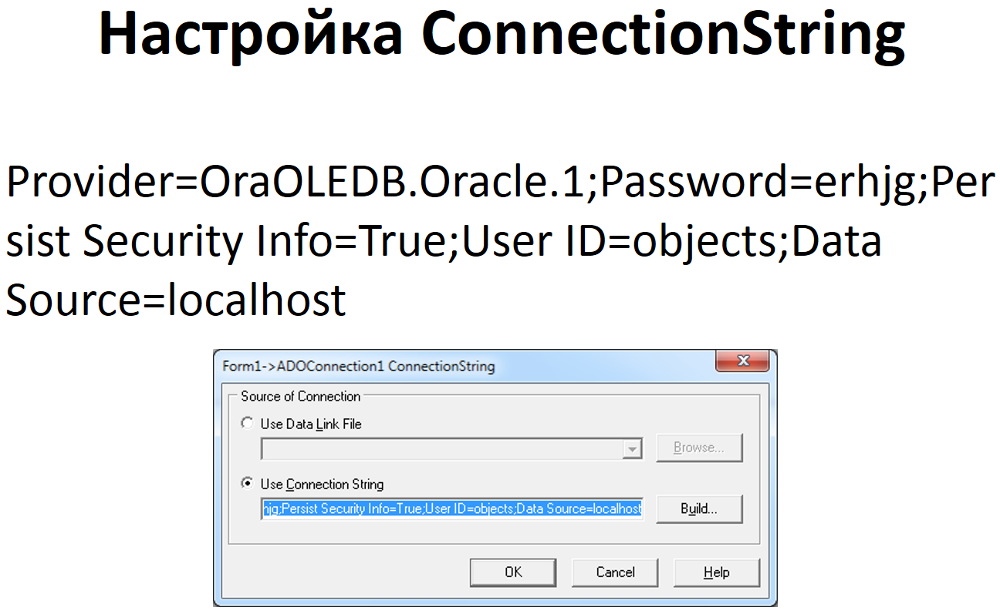 Настройка ConnectionString
Provider=OraOLEDB.Oracle.1;Password=erhjg;Per
sist Security Info=True;User ID=objects;Data
Source=localhost
Form1->ADOConnection1 ConnectionString
Source of Connection
Use Data Link File
Browse...
Use Connection String
hjg;Persist Security Info=True;User ID=objects;Data Source=localhost
Build...
OK Cancel Help